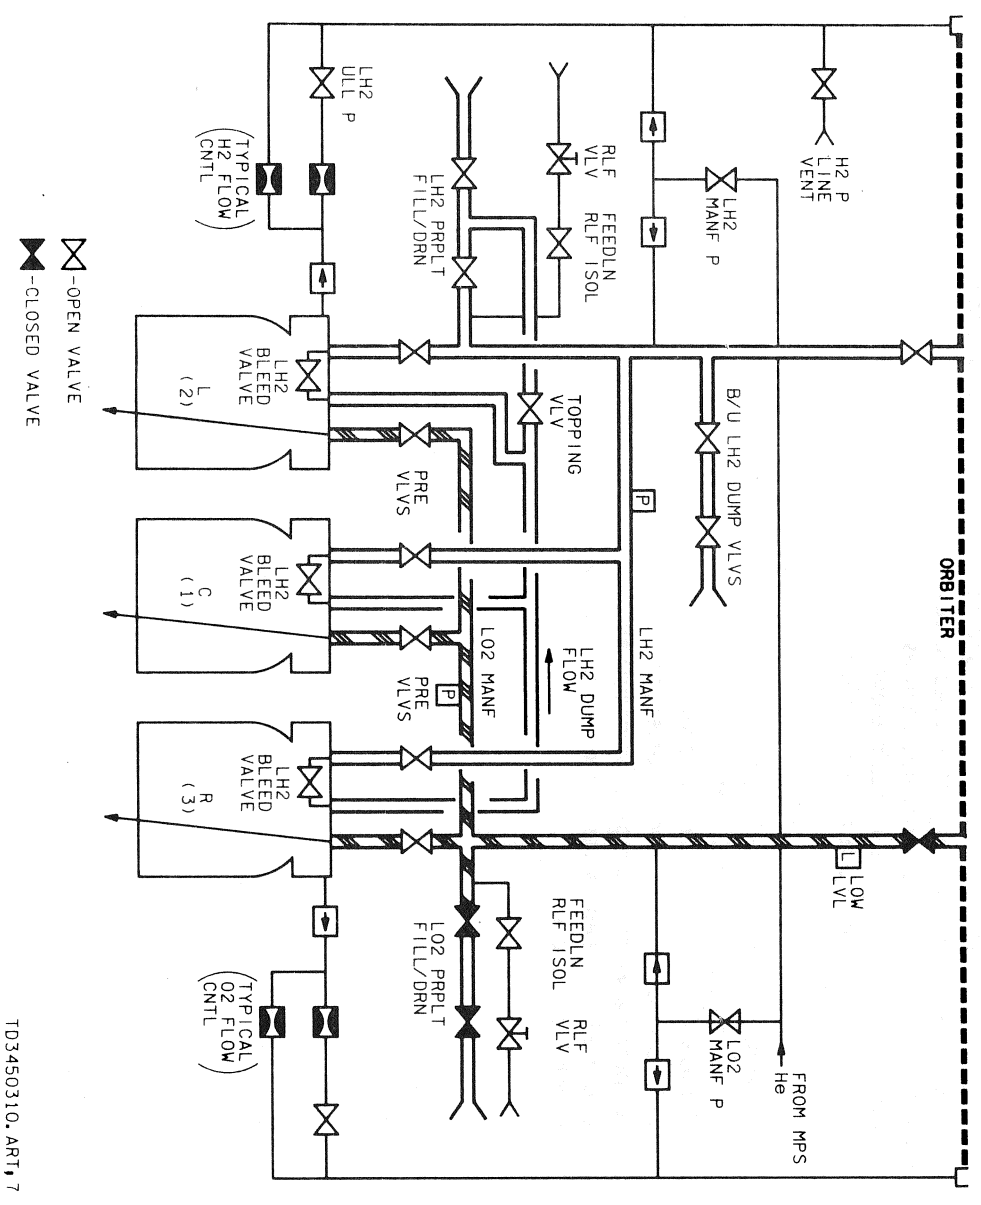 ORBITER
H2 P
LINE
VENT
LH2
MANF P
RLF
VLV
FEEDLN
RLF ISOL
LH2 PRPLT
FILL/DRN
LH2
ULL P
(TYPICAL
H2 FLOW
CNTL)
B/U LH2 DUMP VLVS
TOPPING
VLV
P
LH2 MANF
LH2 DUMP
FLOW
LO2 MANF
P
PRE
VLVS
PRE
VLVS
LH2
BLEED
VALVE
L
(2)
LH2
BLEED
VALVE
C
(1)
LH2
BLEED
VALVE
R
(3)
L
LOW
LVL
FROM MPS
He
LO2
MANF P
FEEDLN
RLF ISOL
RLF
VLV
LO2 PRPLT
FILL/DRN
(TYPICAL
O2 FLOW
CNTL)
-OPEN VALVE
-CLOSED VALVE
TD3450310.ART,7